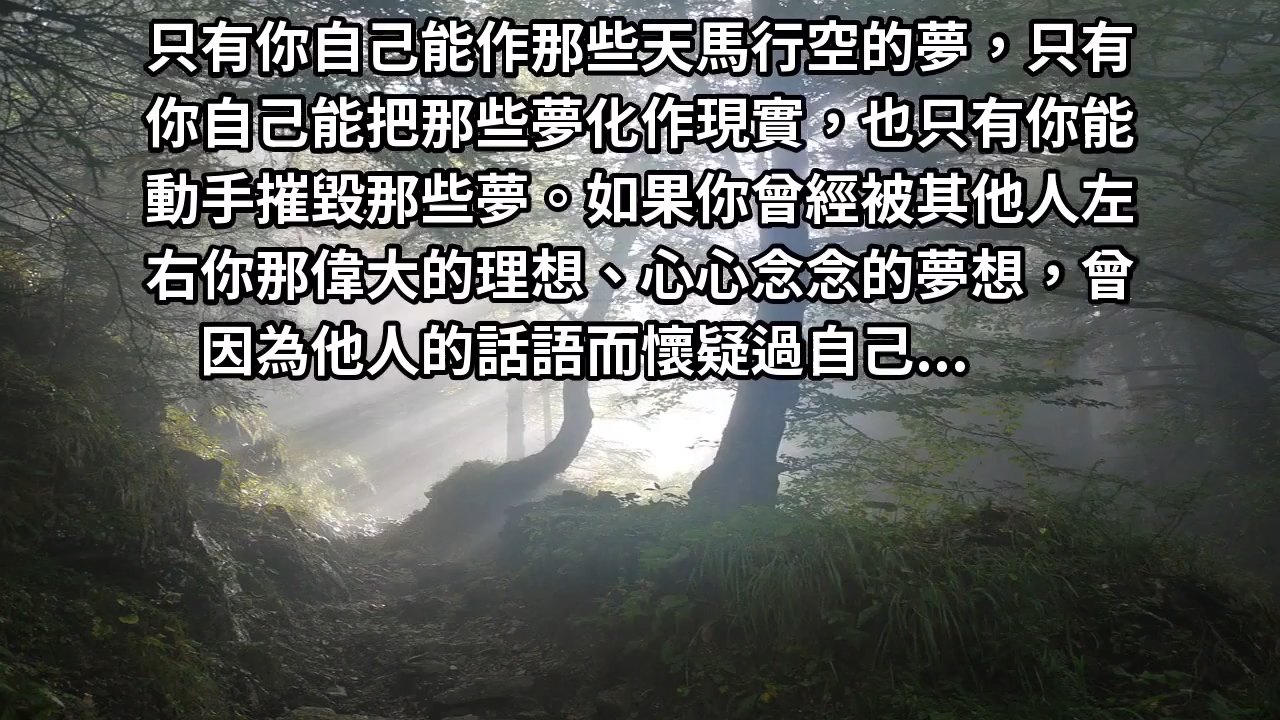 只有你自己能作那些天馬行空的夢，只有
你自己能把那些夢化作現實，也只有你能
動手摧毀那些夢。如果你曾經被其他人左
右你那偉大的理想、心心念念的夢想，曾
因為他人的話語而懷疑過自己...